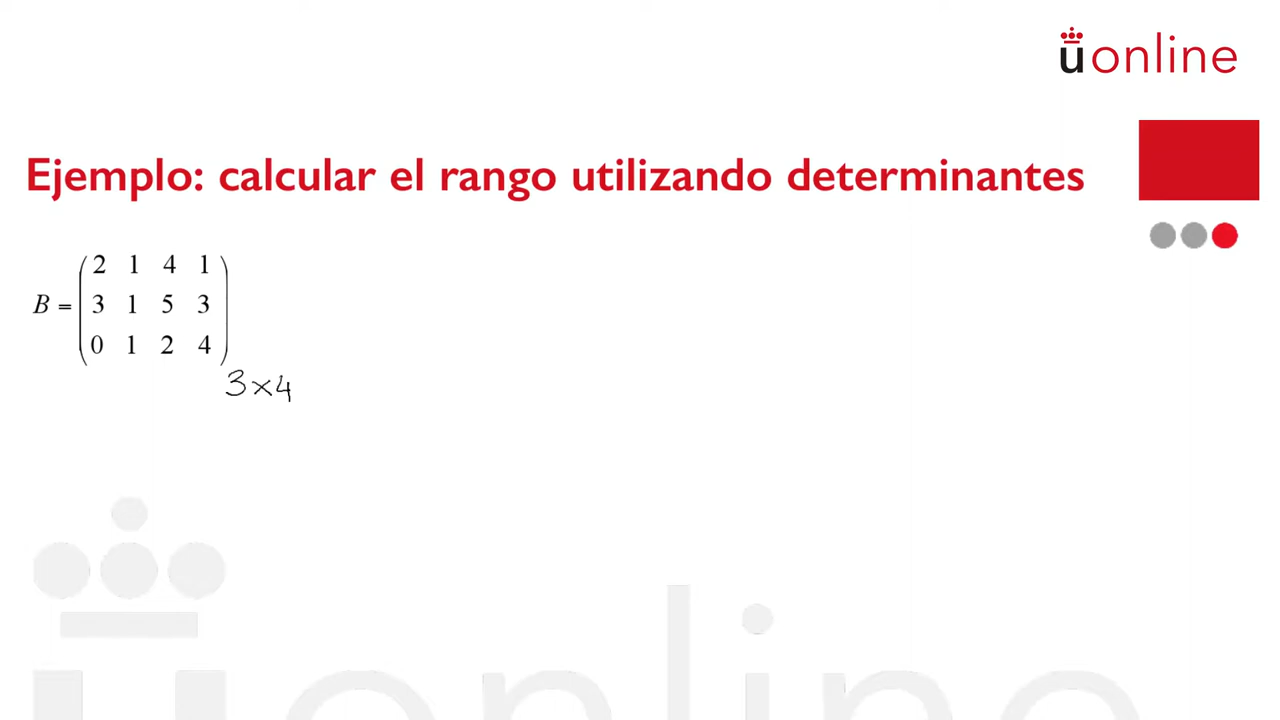 uonline
Ejemplo: calcular el rango utilizando determinantes
2 1 4 1
B = 3 1 5 3
0 1 2 4
3×4
uonline